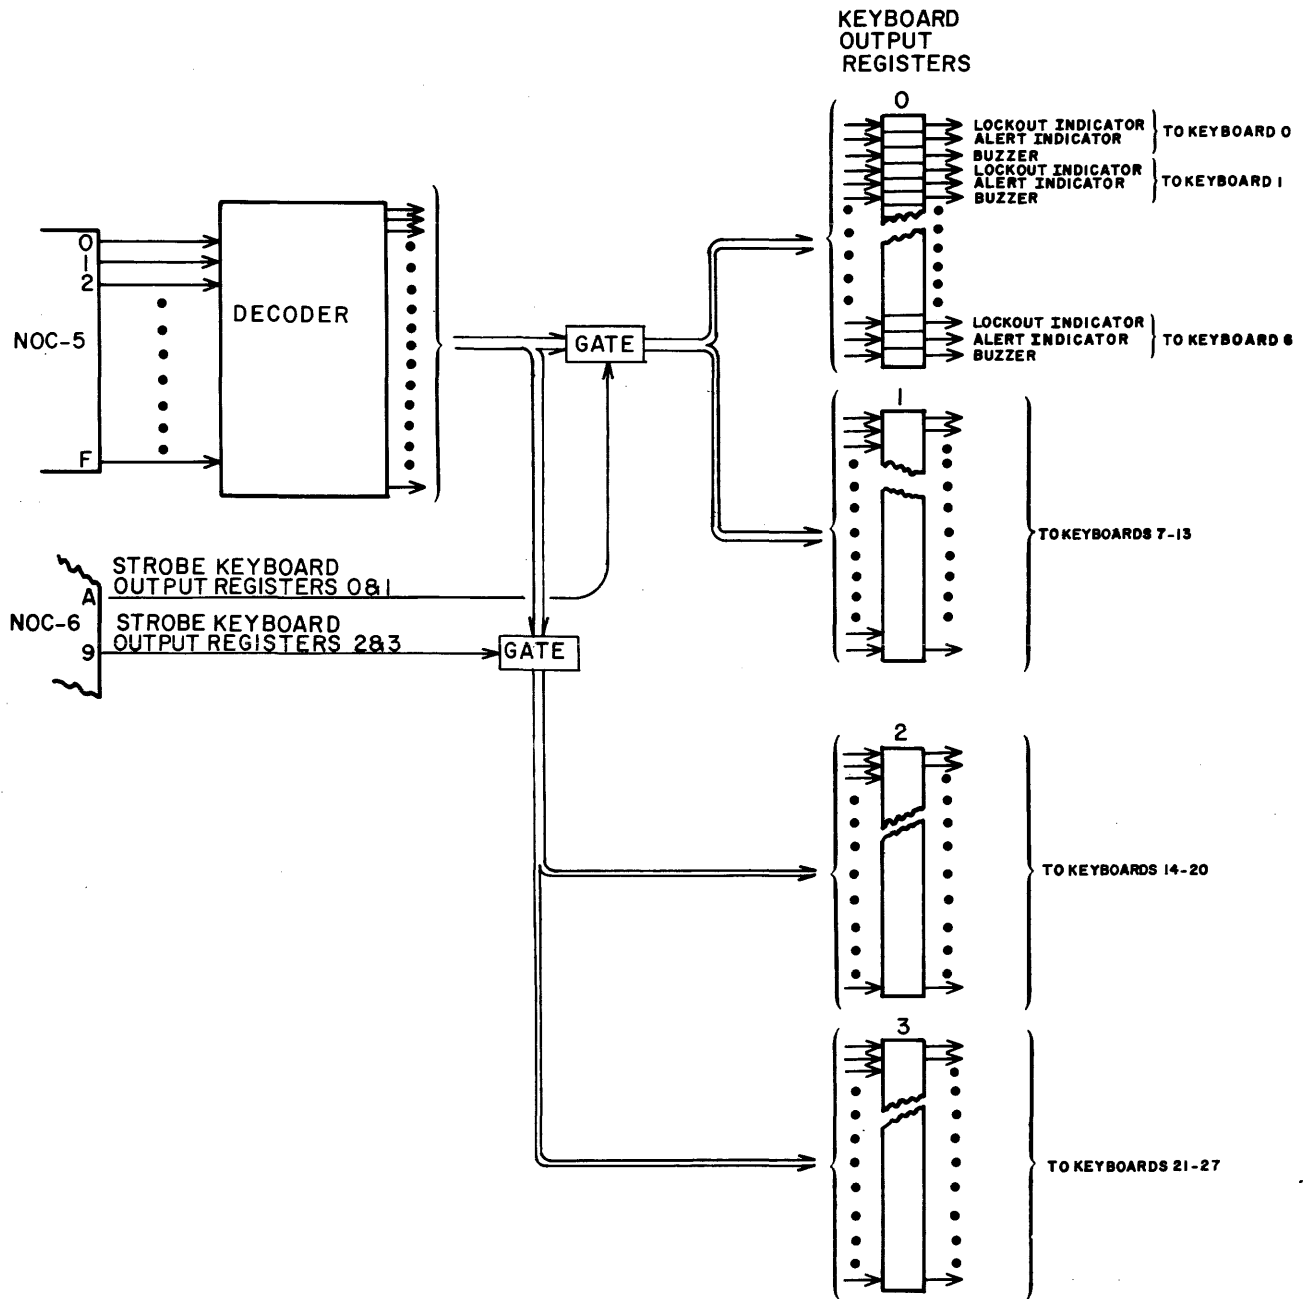 KEYBOARD
OUTPUT
REGISTERS
0
LOCKOUT INDICATOR
ALERT INDICATOR
BUZZER
TO KEYBOARD 0
LOCKOUT INDICATOR
ALERT INDICATOR
BUZZER
TO KEYBOARD 1
LOCKOUT INDICATOR
ALERT INDICATOR
BUZZER
TO KEYBOARD 6
NOC-5
0
1
2
F
DECODER
GATE
1
TO KEYBOARDS 7-13
NOC-6
A
STROBE KEYBOARD
OUTPUT REGISTERS 0&1
9
STROBE KEYBOARD
OUTPUT REGISTERS 2&3
GATE
2
TO KEYBOARDS 14-20
3
TO KEYBOARDS 21-27